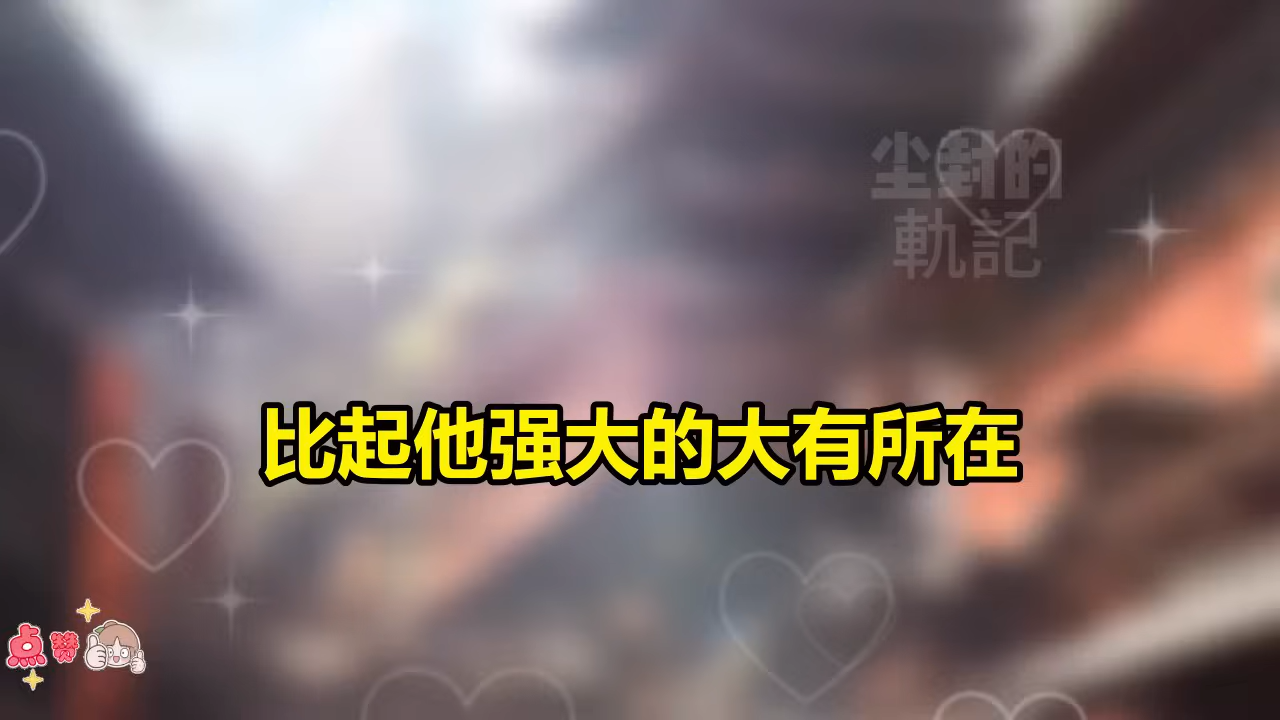 尘封的
軌記
比起他强大的大有所在
点赞